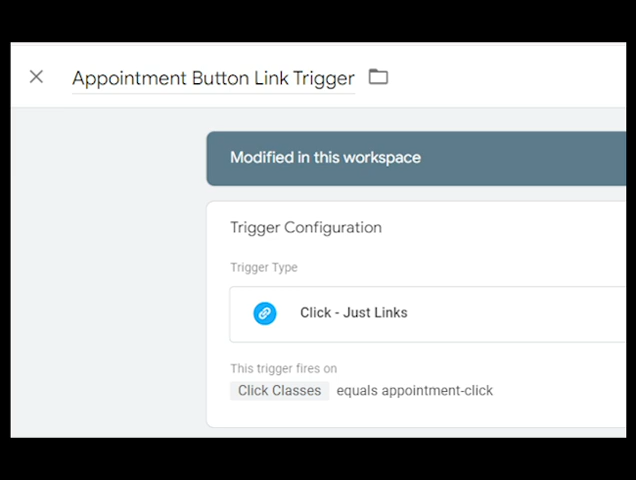 Appointment Button Link Trigger
Modified in this workspace
Trigger Configuration
Trigger Type
Click - Just Links
This trigger fires on
Click Classes equals appointment-click